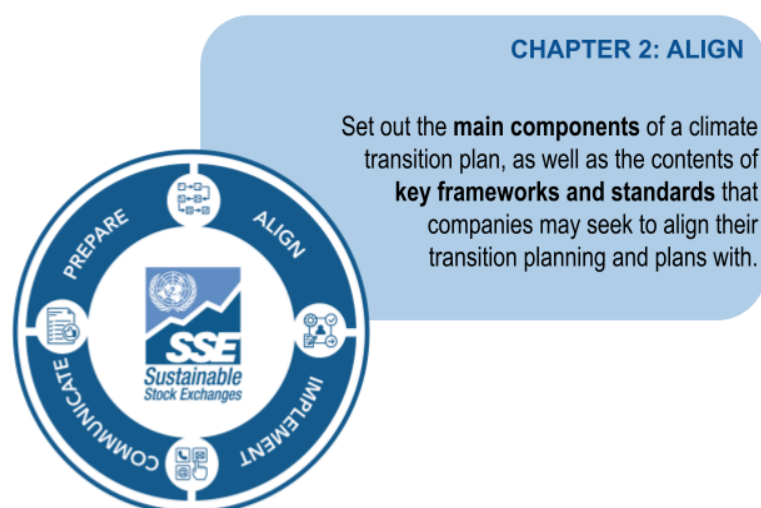 CHAPTER 2: ALIGN
Set out the main components of a climate
transition plan, as well as the contents of
key frameworks and standards that
companies may seek to align their
transition planning and plans with.
PREPARE
ALIGN
SSE
Sustainable
Stock Exchanges
COMMUNICATE
IMPLEMENT